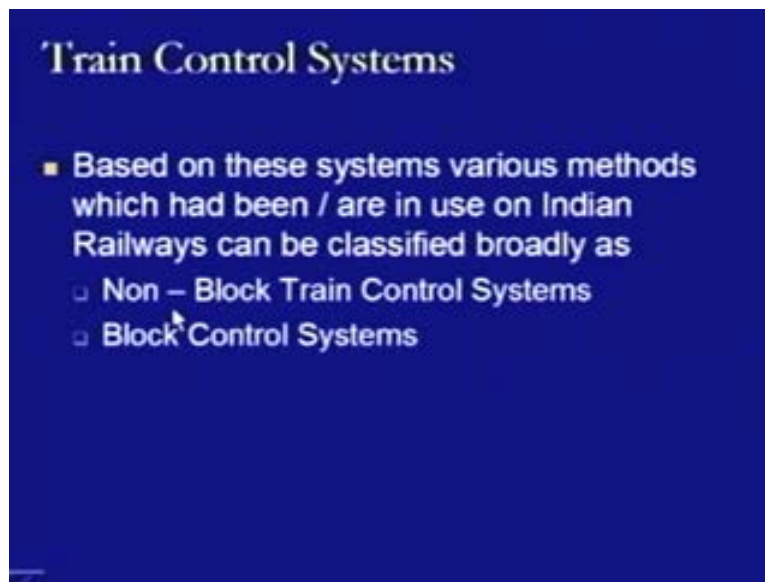 Train Control Systems
Based on these systems various methods
which had been / are in use on Indian
Railways can be classified broadly as
Non – Block Train Control Systems
Block Control Systems